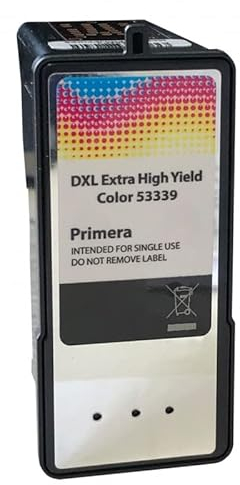 DXL Extra High Yield
Color 53339
Primera
INTENDED FOR SINGLE USE
DO NOT REMOVE LABEL